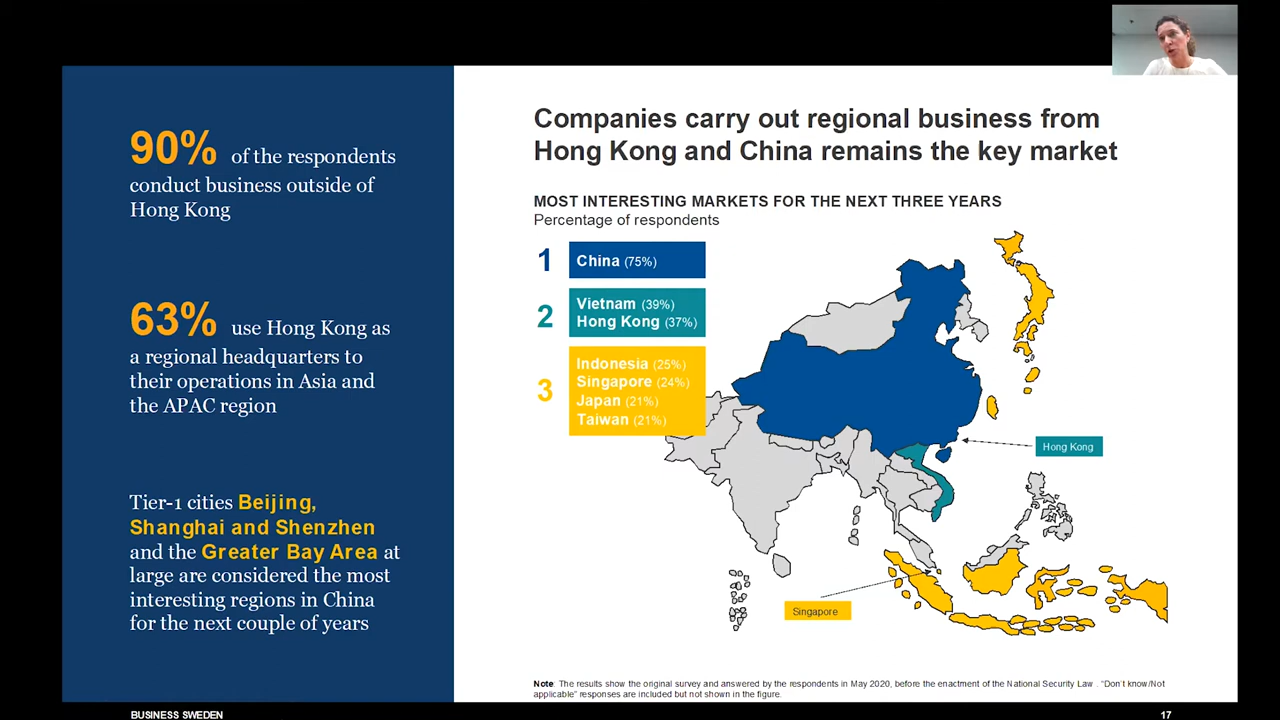 90% of the respondents
conduct business outside of
Hong Kong
63% use Hong Kong as
a regional headquarters to
their operations in Asia and
the APAC region
Tier-1 cities Beijing,
Shanghai and Shenzhen
and the Greater Bay Area at
large are considered the most
interesting regions in China
for the next couple of years
Companies carry out regional business from
Hong Kong and China remains the key market
MOST INTERESTING MARKETS FOR THE NEXT THREE YEARS
Percentage of respondents
1 China (75%)
2
Vietnam (39%)
Hong Kong (37%)
3
Indonesia (25%)
Singapore (24%)
Japan (21%)
Taiwan (21%)
Hong Kong
Singapore
Note: The results show the original survey and answered by the respondents in May 2020, before the enactment of the National Security Law . “Don’t know/Not
applicable” responses are included but not shown in the figure.
BUSINESS SWEDEN
17